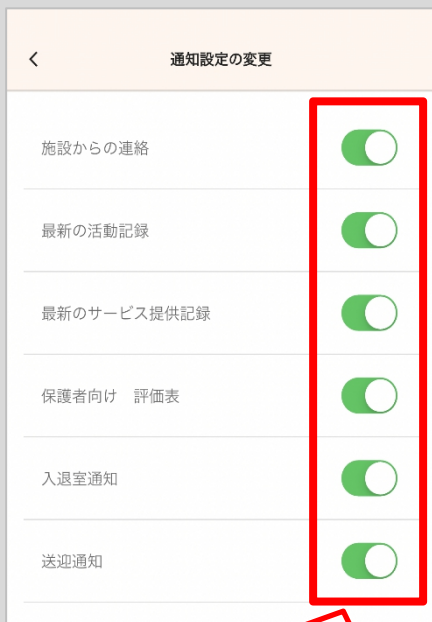 通知設定の変更
施設からの連絡
最新の活動記録
最新のサービス提供記録
保護者向け　評価表
入退室通知
送迎通知